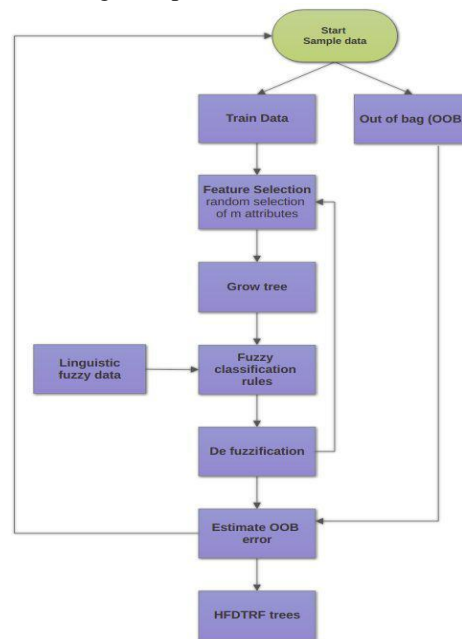 Start
Sample data
Train Data
Out of bag (OOB
Feature Selection
random selection
of m attributes
Grow tree
Linguistic
fuzzy data
Fuzzy
classification
rules
De fuzzification
Estimate OOB
error
HFDTRF trees